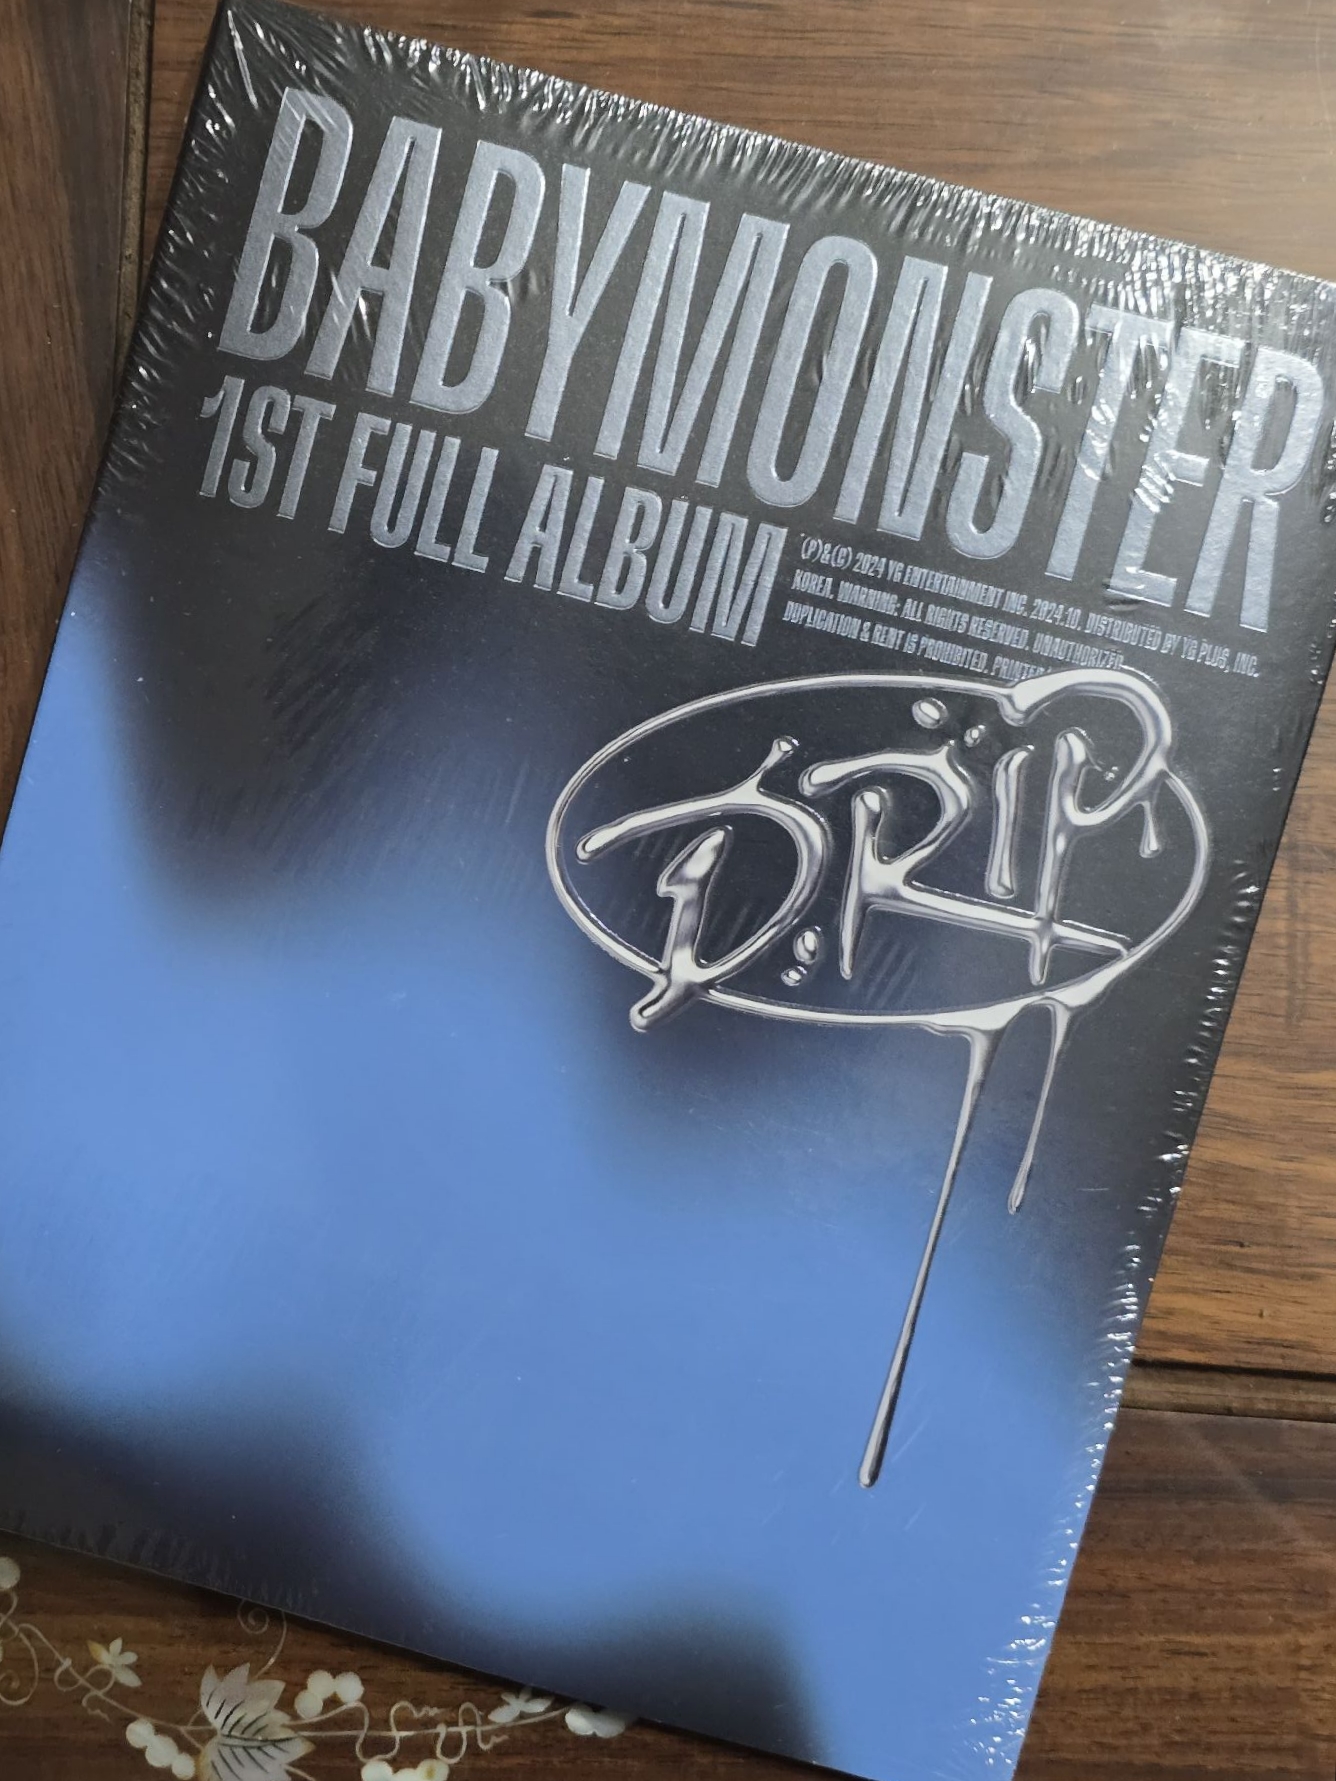 BABYMONSTER
1ST FULL ALBUM
(P)&(C) 2024 YG ENTERTAINMENT INC. 2024.10. DISTRIBUTED BY YG PLUS, INC.
KOREA. WARNING: ALL RIGHTS RESERVED. UNAUTHORIZED
DUPLICATION & RENT IS PROHIBITED. PRINTED
DRIP